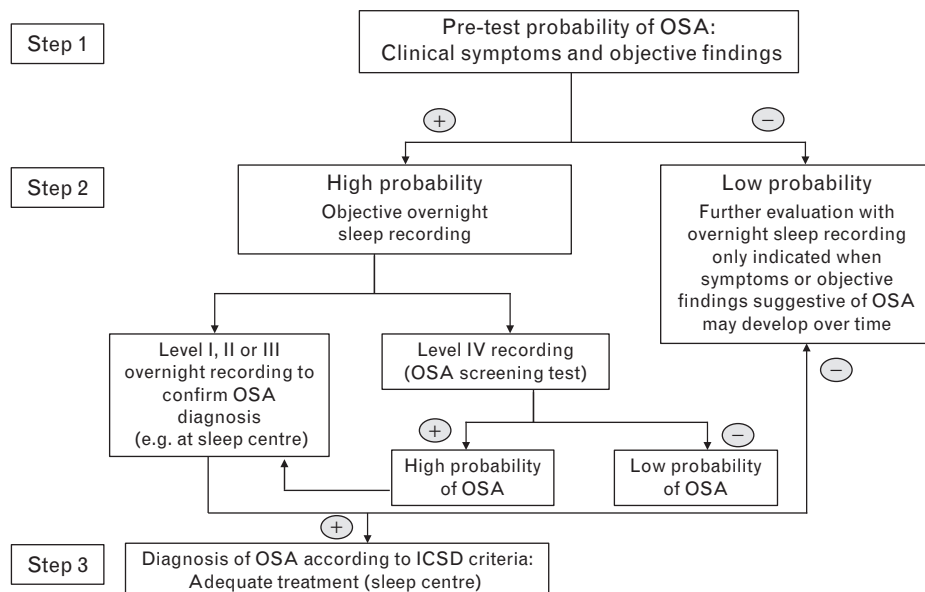 Step 1
Pre-test probability of OSA:
Clinical symptoms and objective findings
+
−
Step 2
High probability
Objective overnight
sleep recording
Low probability
Further evaluation with
overnight sleep recording
only indicated when
symptoms or objective
findings suggestive of OSA
may develop over time
Level I, II or III
overnight recording to
confirm OSA
diagnosis
(e.g. at sleep centre)
Level IV recording
(OSA screening test)
−
+
−
High probability
of OSA
Low probability
of OSA
+
Step 3
Diagnosis of OSA according to ICSD criteria:
Adequate treatment (sleep centre)